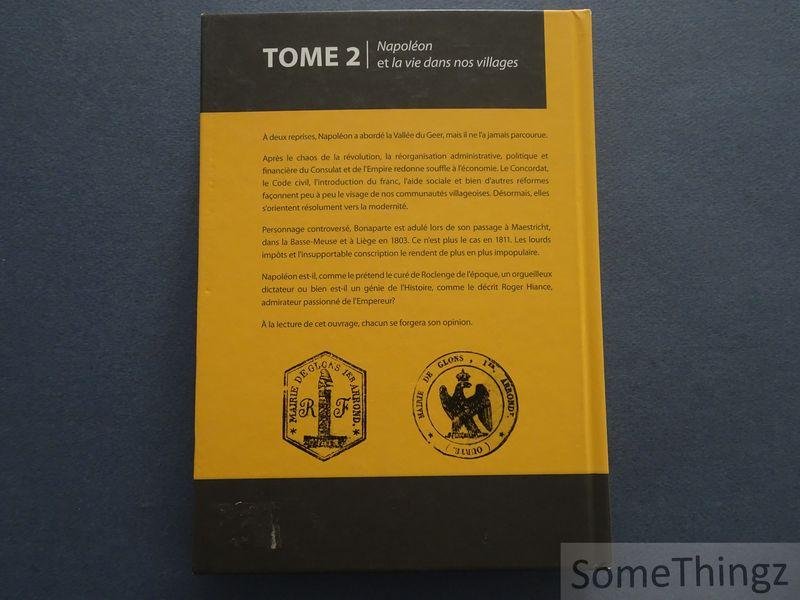 TOME 2 | Napoléon
et la vie dans nos villages
À deux reprises, Napoléon a abordé la Vallée du Geer, mais il ne l'a jamais parcourue.
Après le chaos de la révolution, la réorganisation administrative, politique et
financière du Consulat et de l'Empire redonne souffle à l'économie. Le Concordat,
le Code civil, l'introduction du franc, l'aide sociale et bien d'autres réformes
façonnent peu à peu le visage de nos communautés villageoises. Désormais, elles
s'orientent résolument vers la modernité.
Personnage controversé, Bonaparte est adulé lors de son passage à Maestricht,
dans la Basse-Meuse et à Liège en 1803. Ce n'est plus le cas en 1811. Les lourds
impôts et l'insupportable conscription le rendent de plus en plus impopulaire.
Napoléon est-il, comme le prétend le curé de Roclenge de l'époque, un orgueilleux
dictateur ou bien est-il un génie de l'Histoire, comme le décrit Roger Hiance,
admirateur passionné de l'Empereur?
À la lecture de cet ouvrage, chacun se forgera son opinion.
MAIRIE DE GLONS 1ER ARROND.
R F
MAIRIE DE GLONS, 1er. ARRONDt.
(OURTE.)
SomeThingz